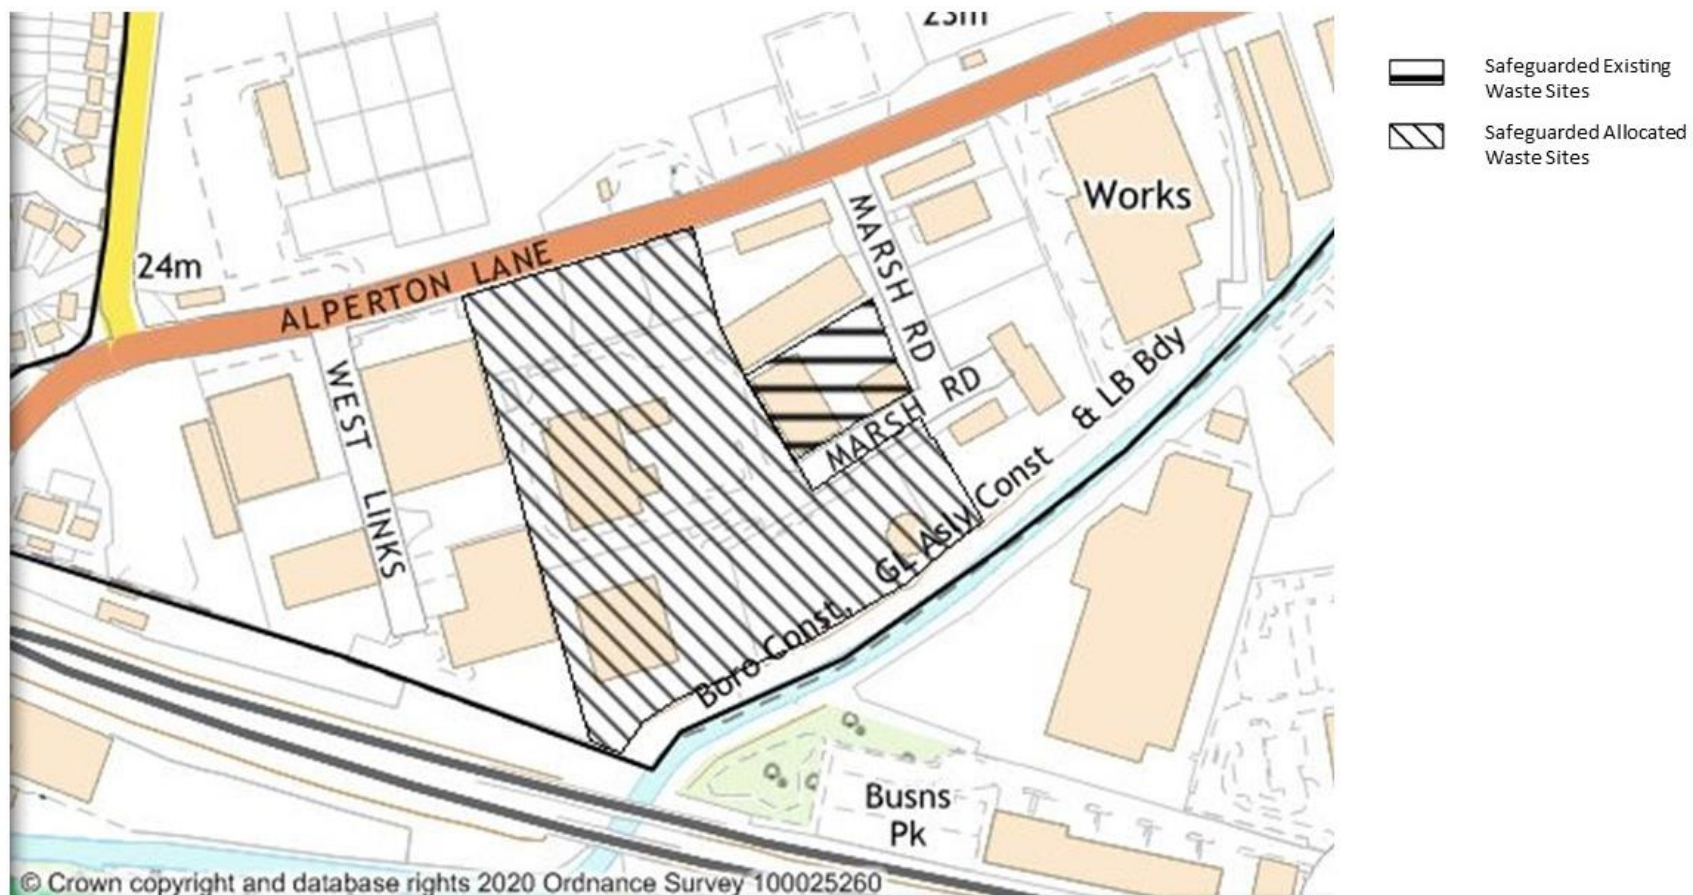 23m
Safeguarded Existing
Waste Sites
Safeguarded Allocated
Waste Sites
Works
MARSH RD
24m
ALPERTON LANE
WEST LINKS
MARSH RD
Boro Const, GL Asly Const & LB Bdy
Busns
Pk
© Crown copyright and database rights 2020 Ordnance Survey 100025260